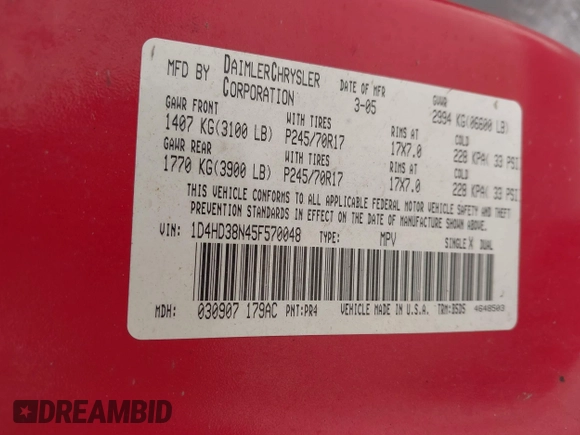 MFD BY DAIMLERCHRYSLER CORPORATION
DATE OF MFR 3-05
GVWR 2994 KG(06600 LB)
GAWR FRONT WITH TIRES RIMS AT COLD
1407 KG(3100 LB) P245/70R17 17X7.0 228 KPA( 33 PSI)
GAWR REAR WITH TIRES RIMS AT COLD
1770 KG(3900 LB) P245/70R17 17X7.0 228 KPA( 33 PSI)
THIS VEHICLE CONFORMS TO ALL APPLICABLE FEDERAL MOTOR VEHICLE SAFETY AND THEFT
PREVENTION STANDARDS IN EFFECT ON THE DATE OF MANUFACTURE SHOWN ABOVE.
VIN: 1D4HD38N45F570048 TYPE: MPV SINGLE X DUAL
MDH: 030907 179AC PNT:PR4 VEHICLE MADE IN U.S.A. TRM:B5D5 4648503
DREAMBID